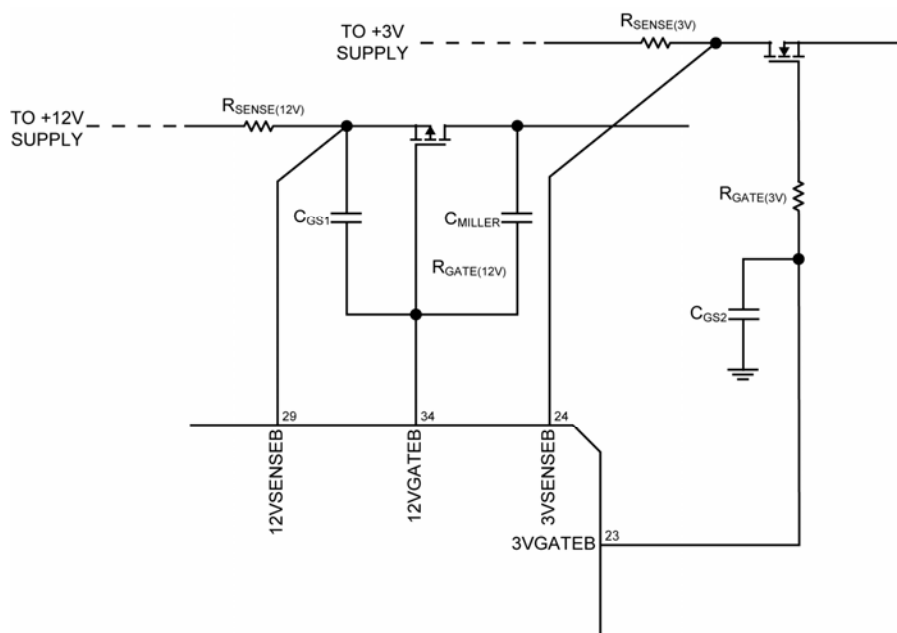 R_SENSE(3V)
TO +3V
SUPPLY
R_SENSE(12V)
TO +12V
SUPPLY
R_GATE(3V)
C_GS1
C_MILLER
R_GATE(12V)
C_GS2
29
34
24
12VSENSEB
12VGATEB
3VSENSEB
3VGATEB
23